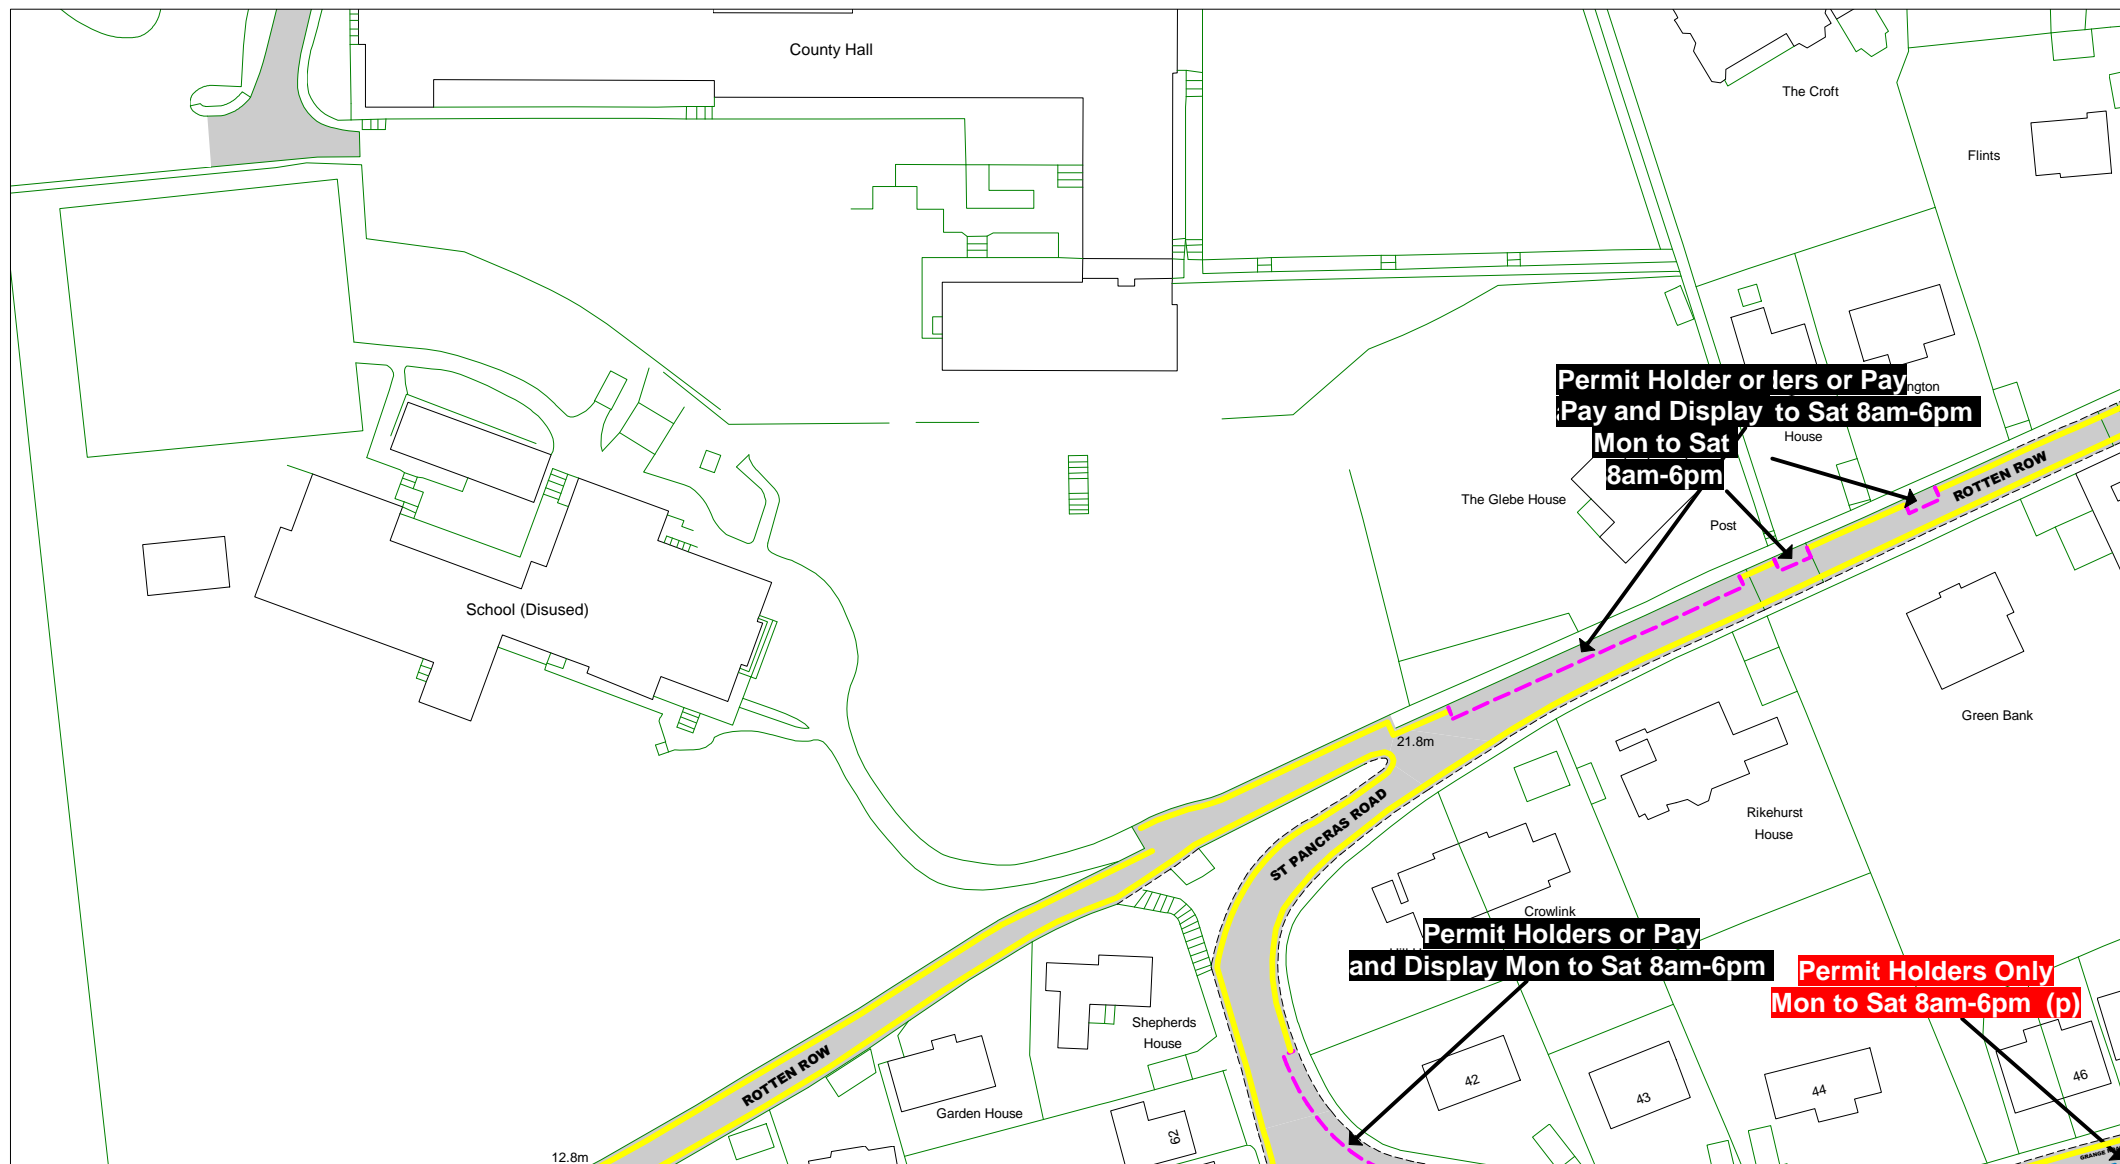 County Hall
The Croft
Flints
Permit Holder or
ders or Pay
ngton
Pay and Display
to Sat 8am-6pm
Mon to Sat
House
8am-6pm
ROTTEN ROW
The Glebe House
Post
School (Disused)
Green Bank
21.8m
ST PANCRAS ROAD
Rikehurst
House
Crowlink
Permit Holders or Pay
and Display Mon to Sat 8am-6pm
Permit Holders Only
Mon to Sat 8am-6pm (p)
Shepherds
House
ROTTEN ROW
Garden House
62
42
43
44
46
12.8m
GRANGE